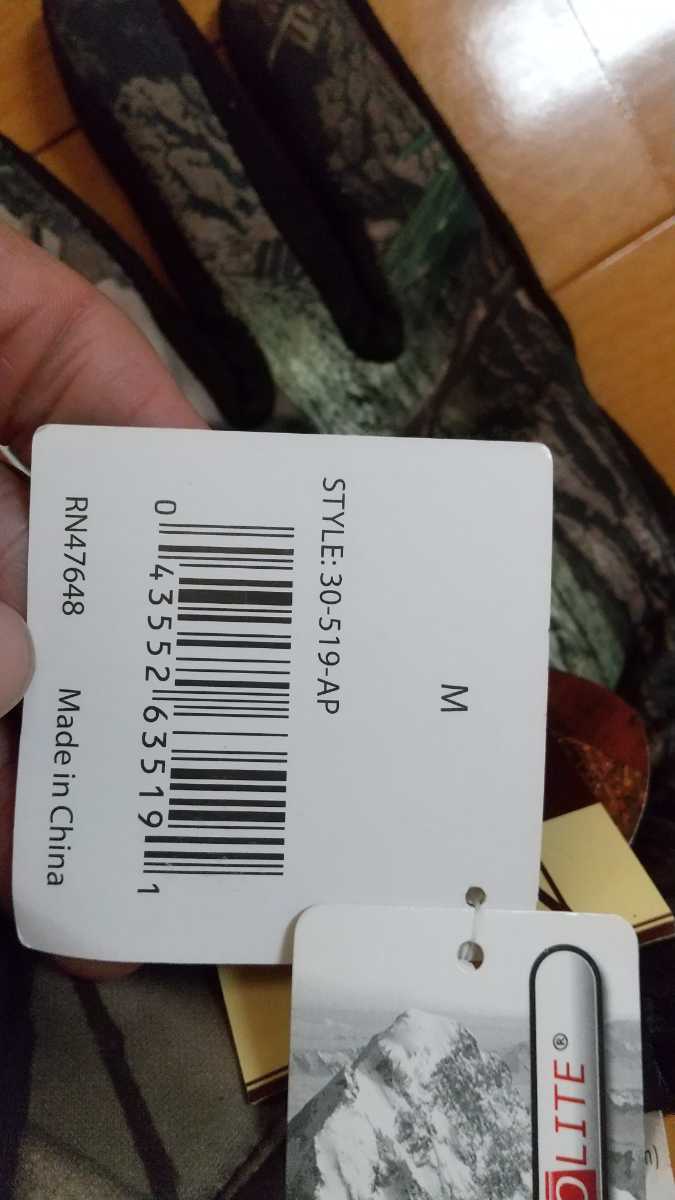 M
STYLE: 30-519-AP
0 43552 63519 1
RN47648 Made in China
LITE®